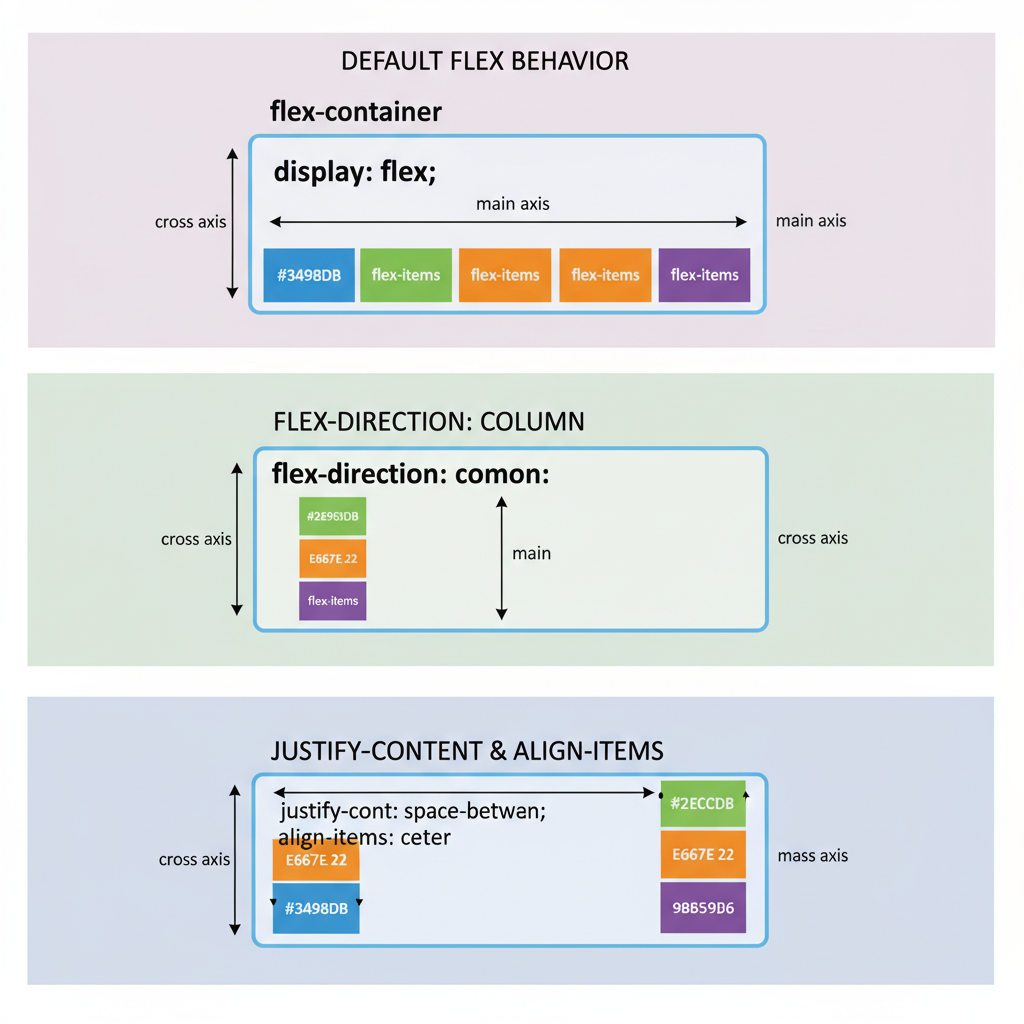 DEFAULT FLEX BEHAVIOR
flex-container
display: flex;
main axis
cross axis
main axis
#3498DB flex-items flex-items flex-items flex-items
FLEX-DIRECTION: COLUMN
flex-direction: comon:
#2E963DB
cross axis
main
cross axis
E667E 22
flex-items
JUSTIFY-CONTENT & ALIGN-ITEMS
justify-cont: space-betwan;
#2ECCDB
align-items: ceter
cross axis
E667E 22
E667E 22
mass axis
#3498DB
9BB59B6